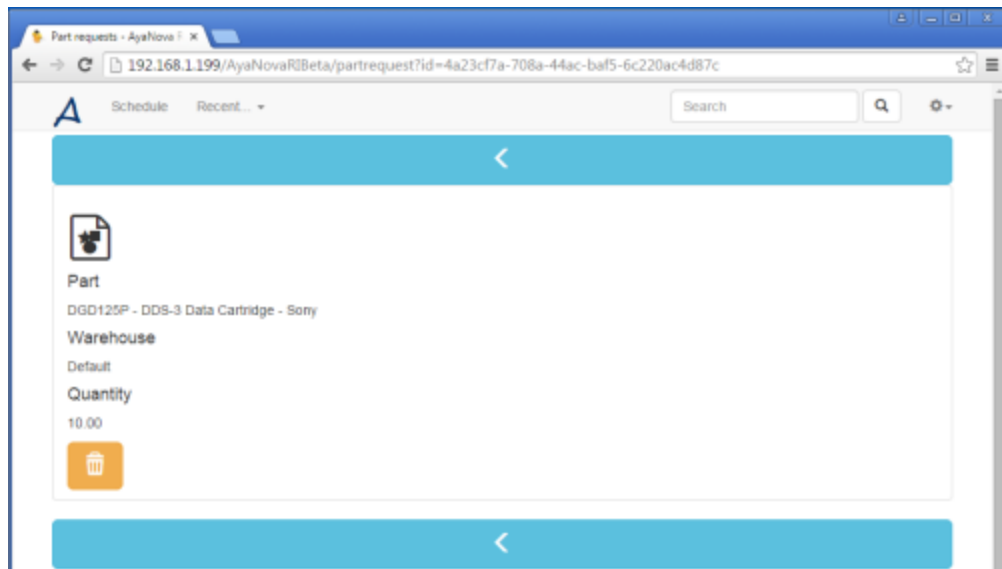 Part requests - AyaNova
192.168.1.199/AyaNovaRIBeta/partrequest?id=4a23cf7a-708a-44ac-baf5-6c220ac4d87c
A Schedule Recent... Search
Part
DGD125P - DDS-3 Data Cartridge - Sony
Warehouse
Default
Quantity
10.00